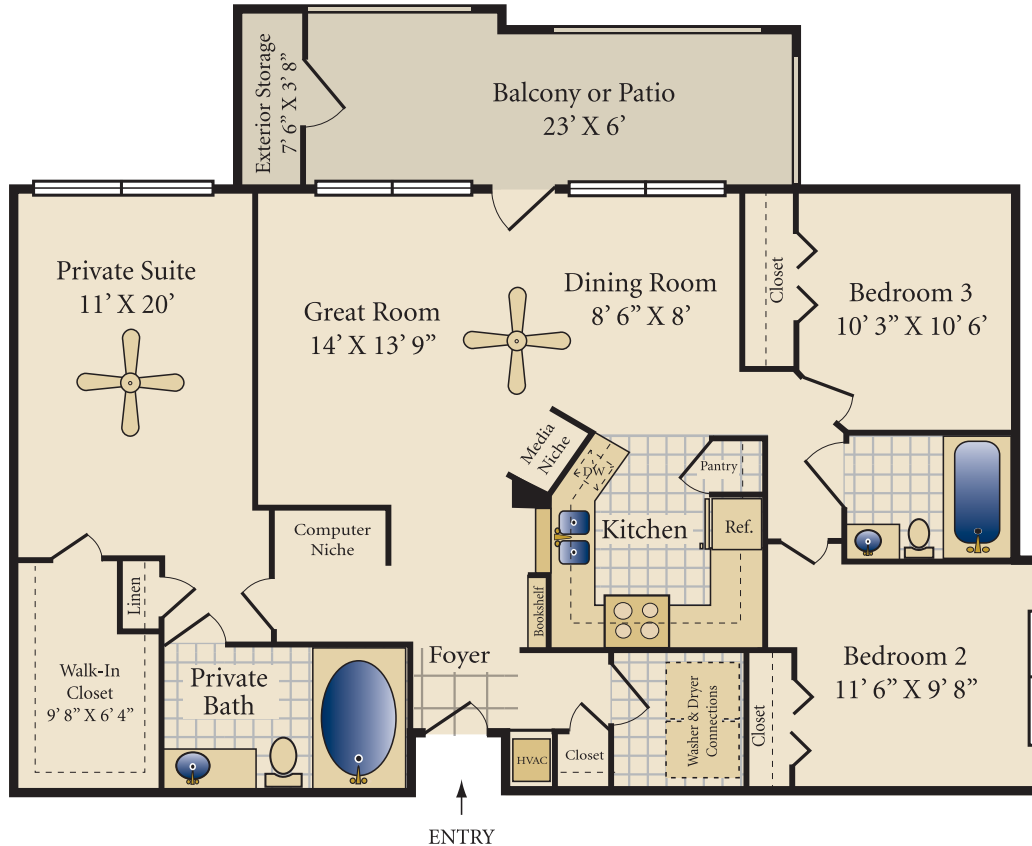 Exterior Storage
7’ 6” X 3’ 8”
Balcony or Patio
23’ X 6’
Private Suite
11’ X 20’
Great Room
14’ X 13’ 9”
Dining Room
8’ 6” X 8’
Closet
Bedroom 3
10’ 3” X 10’ 6’
Media
Niche
DW
Pantry
Computer
Niche
Kitchen
Ref.
Linen
Bookshelf
Walk-In
Closet
9’ 8” X 6’ 4”
Private
Bath
Foyer
Washer & Dryer
Connections
Closet
Bedroom 2
11’ 6” X 9’ 8”
HVAC
Closet
ENTRY